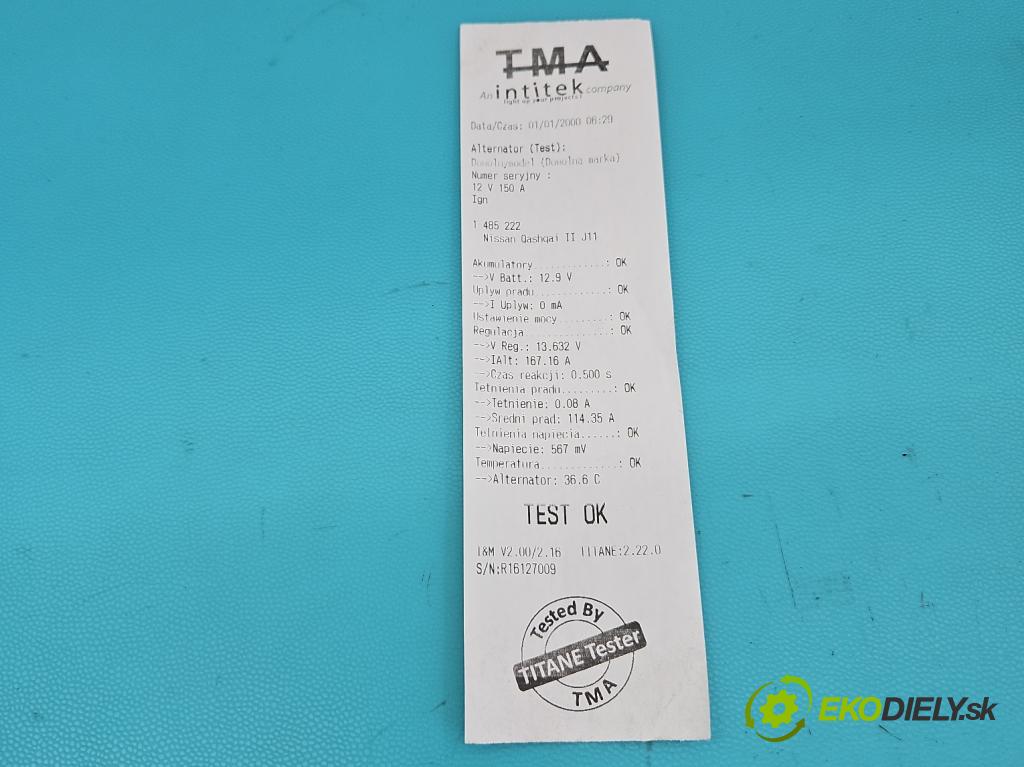 TMA
An intitek company
light up your projects !
Data/Czas: 01/01/2000 06:29
Alternator (Test):
Dowolnymodel (Dowolna marka)
Numer seryjny :
12 V 150 A
Ign
1 485 222
Nissan Qashqai II J11
Akumulatory.............: OK
-->V Batt.: 12.9 V
Uplyw pradu.............: OK
-->I Uplyw: 0 mA
Ustawienie mocy.........: OK
Regulacja...............: OK
-->V Reg.: 13.632 V
-->IAlt: 167.16 A
-->Czas reakcji: 0.500 s
Tetnienia pradu.........: OK
-->Tetnienie: 0.08 A
-->Sredni prad: 114.35 A
Tetnienia napiecia......: OK
-->Napiecie: 567 mV
Temperatura.............: OK
-->Alternator: 36.6 C
TEST OK
T&M V2.00/2.16 TITANE:2.22.0
S/N:R16127009
Tested By
TITANE Tester
TMA
EKODIELY.sk